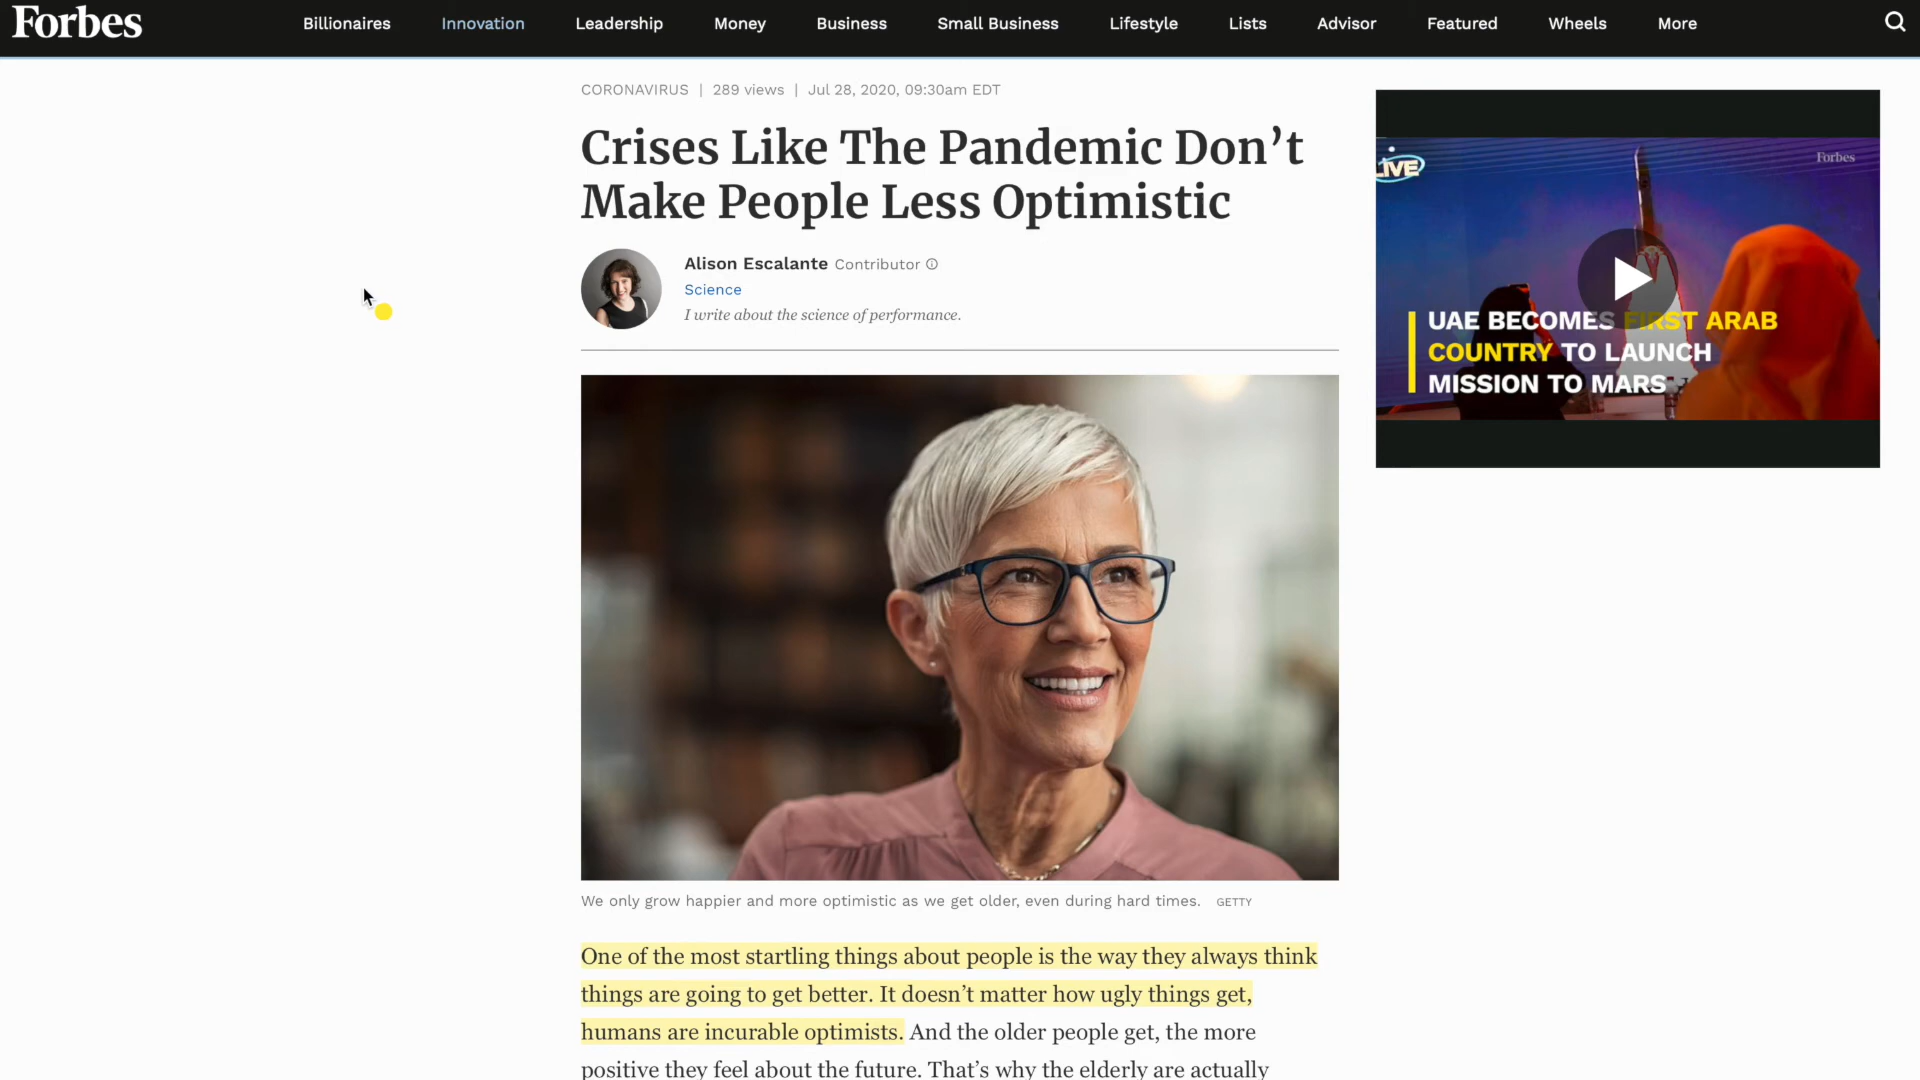 Forbes
Billionaires Innovation Leadership Money Business Small Business Lifestyle Lists Advisor Featured Wheels More
CORONAVIRUS | 289 views | Jul 28, 2020, 09:30am EDT
Crises Like The Pandemic Don’t
Make People Less Optimistic
Alison Escalante Contributor
Science
I write about the science of performance.
LIVE
Forbes
UAE BECOMES FIRST ARAB
COUNTRY TO LAUNCH
MISSION TO MARS
We only grow happier and more optimistic as we get older, even during hard times. GETTY
One of the most startling things about people is the way they always think
things are going to get better. It doesn’t matter how ugly things get,
humans are incurable optimists. And the older people get, the more
positive they feel about the future. That’s why the elderly are actually